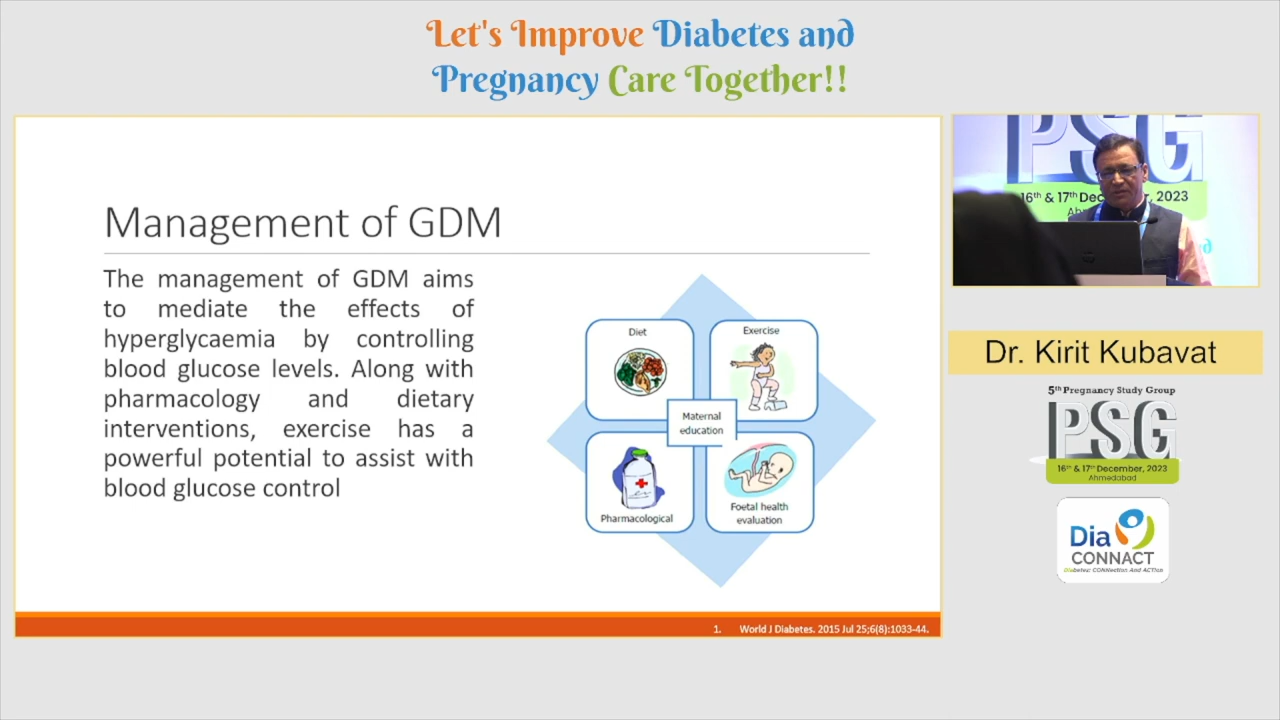 Let's Improve Diabetes and
Pregnancy Care Together!!
Management of GDM
The management of GDM aims
to mediate the effects of
hyperglycaemia by controlling
blood glucose levels. Along with
pharmacology and dietary
interventions, exercise has a
powerful potential to assist with
blood glucose control
Diet
Exercise
Maternal
education
Pharmacological
Foetal health
evaluation
1. World J Diabetes. 2015 Jul 25;6(8):1033-44.
PSG
16th & 17th Dec , 2023
Dr. Kirit Kubavat
5th Pregnancy Study Group
PSG
16th & 17th December, 2023
Ahmedabad
Dia
CONNACT
Diabetes: CONNection And ACTion